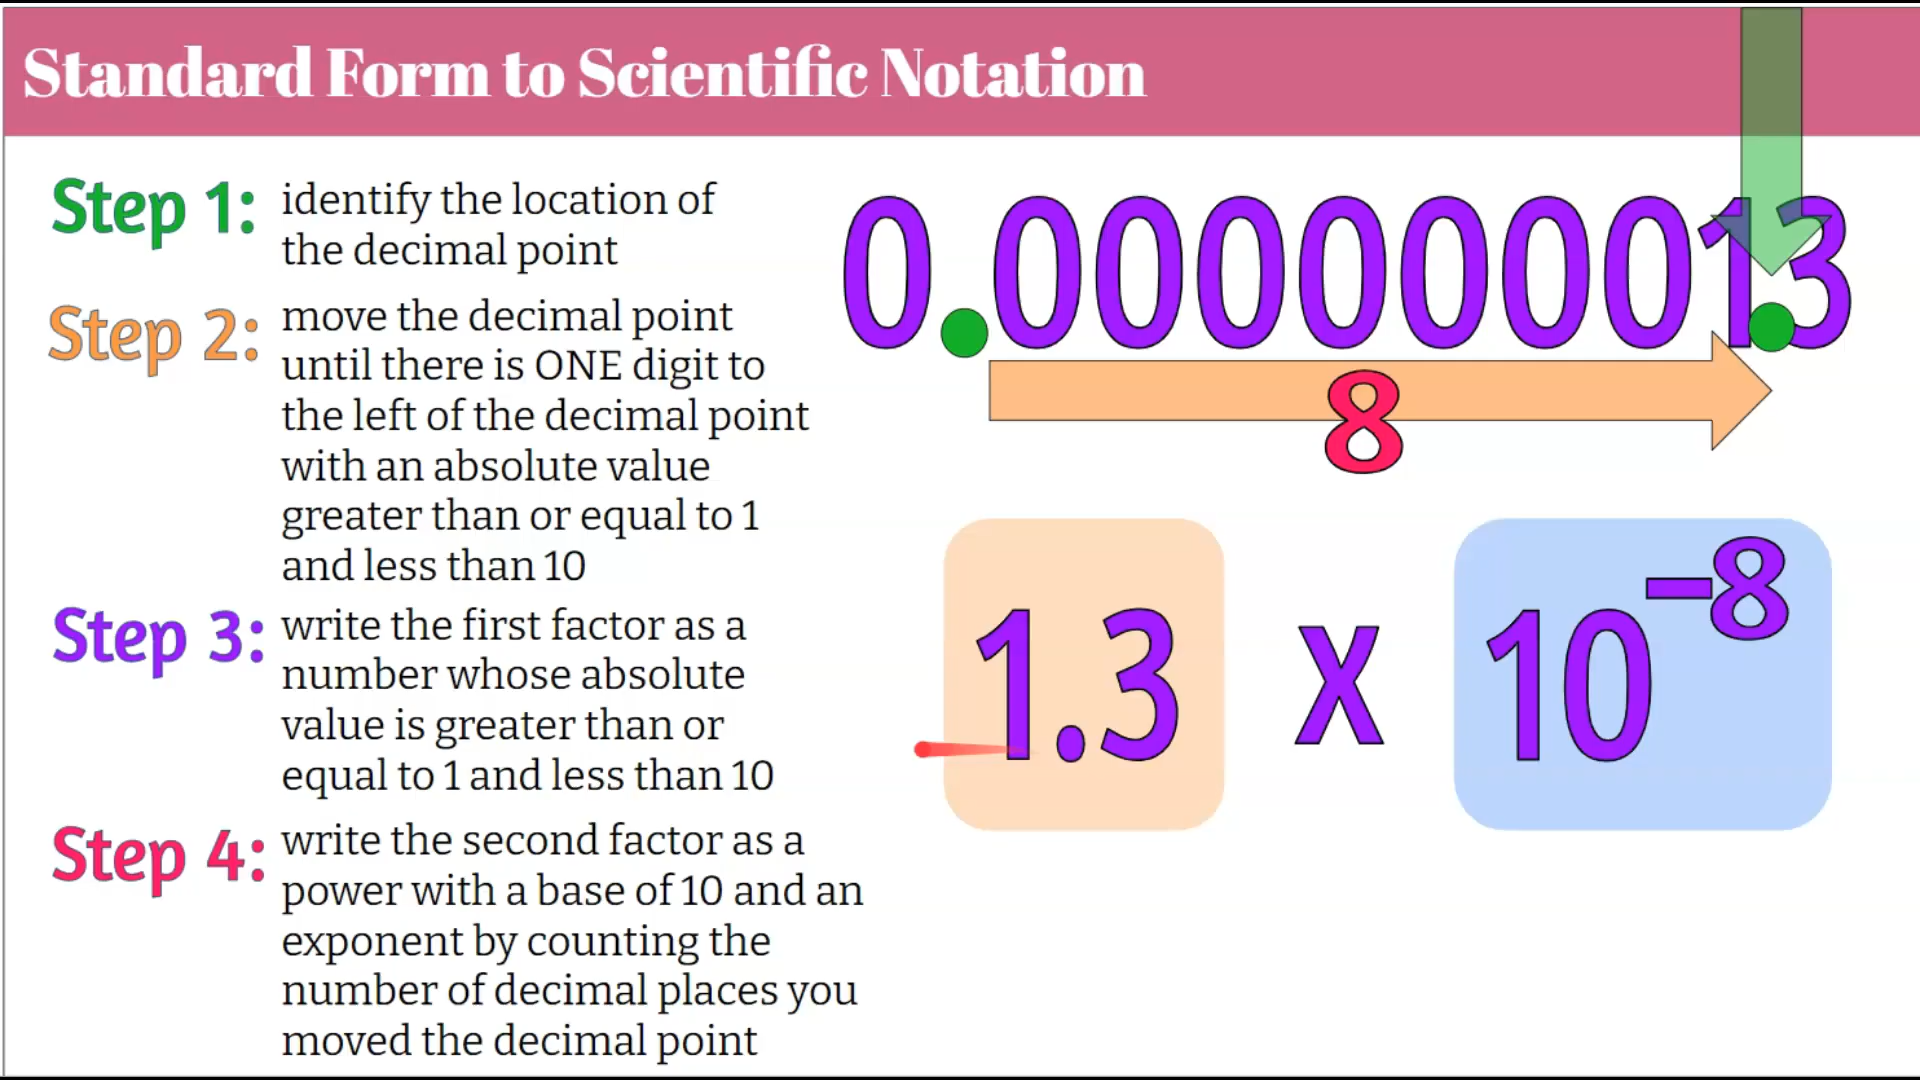 Standard Form to Scientific Notation
Step 1: identify the location of
the decimal point
Step 2: move the decimal point
until there is ONE digit to
the left of the decimal point
with an absolute value
greater than or equal to 1
and less than 10
Step 3: write the first factor as a
number whose absolute
value is greater than or
equal to 1 and less than 10
Step 4: write the second factor as a
power with a base of 10 and an
exponent by counting the
number of decimal places you
moved the decimal point
0.00000001.3
8
1.3 x 10⁻⁸